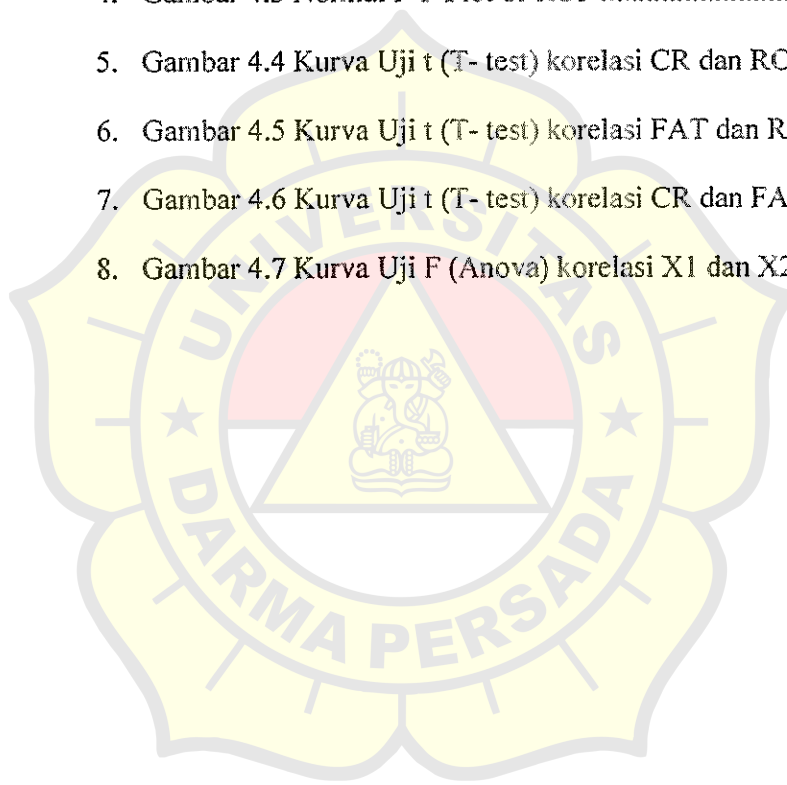 5. Gambar 4.4 Kurva Uji t (T- test) korelasi CR dan
6. Gambar 4.5 Kurva Uji t (T- test) korelasi FAT dan
7. Gambar 4.6 Kurva Uji t (T- test) korelasi CR dan
8. Gambar 4.7 Kurva Uji F (Anova) korelasi X1 dan X2
UNIVERSITAS
DARMA PERSADA